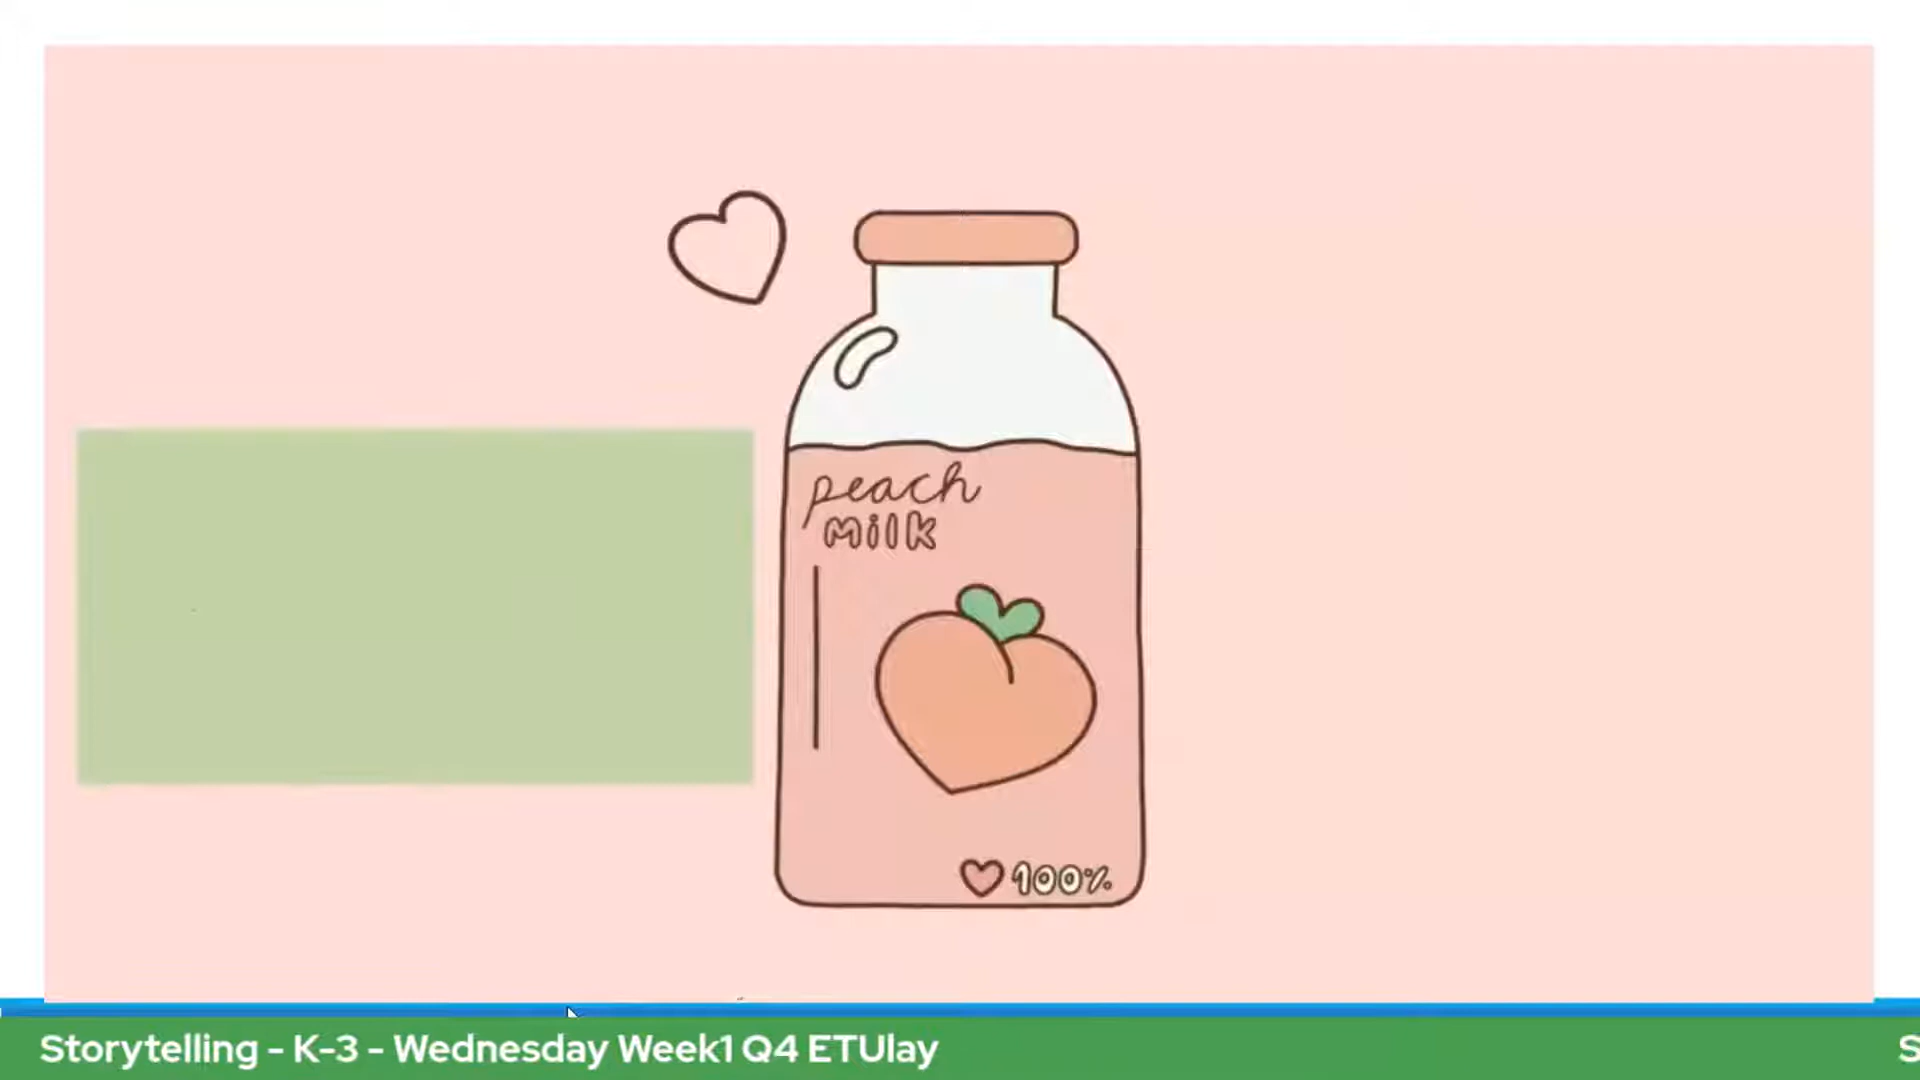 peach
milk
100%
Storytelling - K-3 - Wednesday Week1 Q4 ETUlay
S